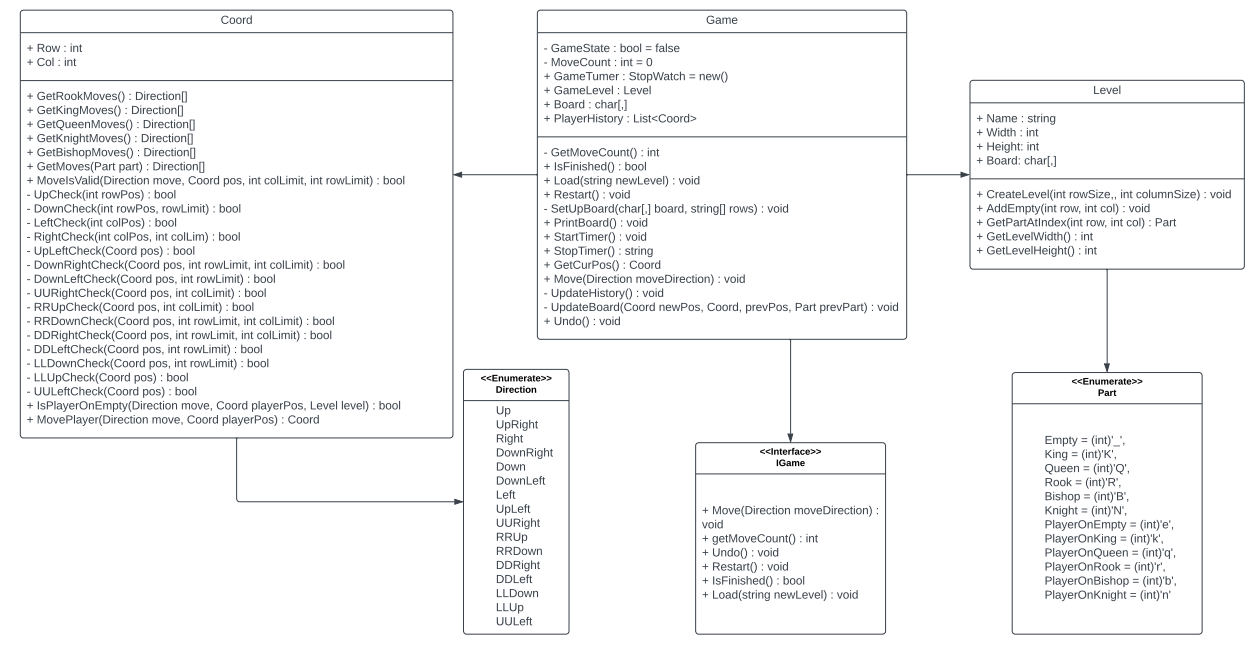 Coord
+ Row : int
+ Col : int
+ GetRookMoves() : Direction[]
+ GetKingMoves() : Direction[]
+ GetQueenMoves() : Direction[]
+ GetKnightMoves() : Direction[]
+ GetBishopMoves() : Direction[]
+ GetMoves(Part part) : Direction[]
+ MoveIsValid(Direction move, Coord pos, int colLimit, int rowLimit) : bool
- UpCheck(int rowPos) : bool
- DownCheck(int rowPos, rowLimit) : bool
- LeftCheck(int colPos) : bool
- RightCheck(int colPos, int colLim) : bool
- UpLeftCheck(Coord pos) : bool
- DownRightCheck(Coord pos, int rowLimit, int colLimit) : bool
- DownLeftCheck(Coord pos, int rowLimit) : bool
- UURightCheck(Coord pos, int colLimit) : bool
- RRUpCheck(Coord pos, int colLimit) : bool
- RRDownCheck(Coord pos, int rowLimit, int colLimit) : bool
- DDRightCheck(Coord pos, int rowLimit, int colLimit) : bool
- DDLeftCheck(Coord pos, int rowLimit) : bool
- LLDownCheck(Coord pos, int rowLimit) : bool
- LLUpCheck(Coord pos) : bool
- UULeftCheck(Coord pos) : bool
+ IsPlayerOnEmpty(Direction move, Coord playerPos, Level level) : bool
+ MovePlayer(Direction move, Coord playerPos) : Coord
Game
- GameState : bool = false
- MoveCount : int = 0
+ GameTumer : StopWatch = new()
+ GameLevel : Level
+ Board : char[,]
+ PlayerHistory : List<Coord>
- GetMoveCount() : int
+ IsFinished() : bool
+ Load(string newLevel) : void
+ Restart() : void
- SetUpBoard(char[,] board, string[] rows) : void
+ PrintBoard() : void
+ StartTimer() : void
+ StopTimer() : string
+ GetCurPos() : Coord
+ Move(Direction moveDirection) : void
- UpdateHistory() : void
- UpdateBoard(Coord newPos, Coord, prevPos, Part prevPart) : void
+ Undo() : void
Level
+ Name : string
+ Width : int
+ Height: int
+ Board: char[,]
+ CreateLevel(int rowSize,, int columnSize) : void
+ AddEmpty(int row, int col) : void
+ GetPartAtIndex(int row, int col) : Part
+ GetLevelWidth() : int
+ GetLevelHeight() : int
<<Enumerate>>
Direction
Up
UpRight
Right
DownRight
Down
DownLeft
Left
UpLeft
UURight
RRUp
RRDown
DDRight
DDLeft
LLDown
LLUp
UULeft
<<Interface>>
IGame
+ Move(Direction moveDirection) :
void
+ getMoveCount() : int
+ Undo() : void
+ Restart() : void
+ IsFinished() : bool
+ Load(string newLevel) : void
<<Enumerate>>
Part
Empty = (int)'_',
King = (int)'K',
Queen = (int)'Q',
Rook = (int)'R',
Bishop = (int)'B',
Knight = (int)'N',
PlayerOnEmpty = (int)'e',
PlayerOnKing = (int)'k',
PlayerOnQueen = (int)'q',
PlayerOnRook = (int)'r',
PlayerOnBishop = (int)'b',
PlayerOnKnight = (int)'n'